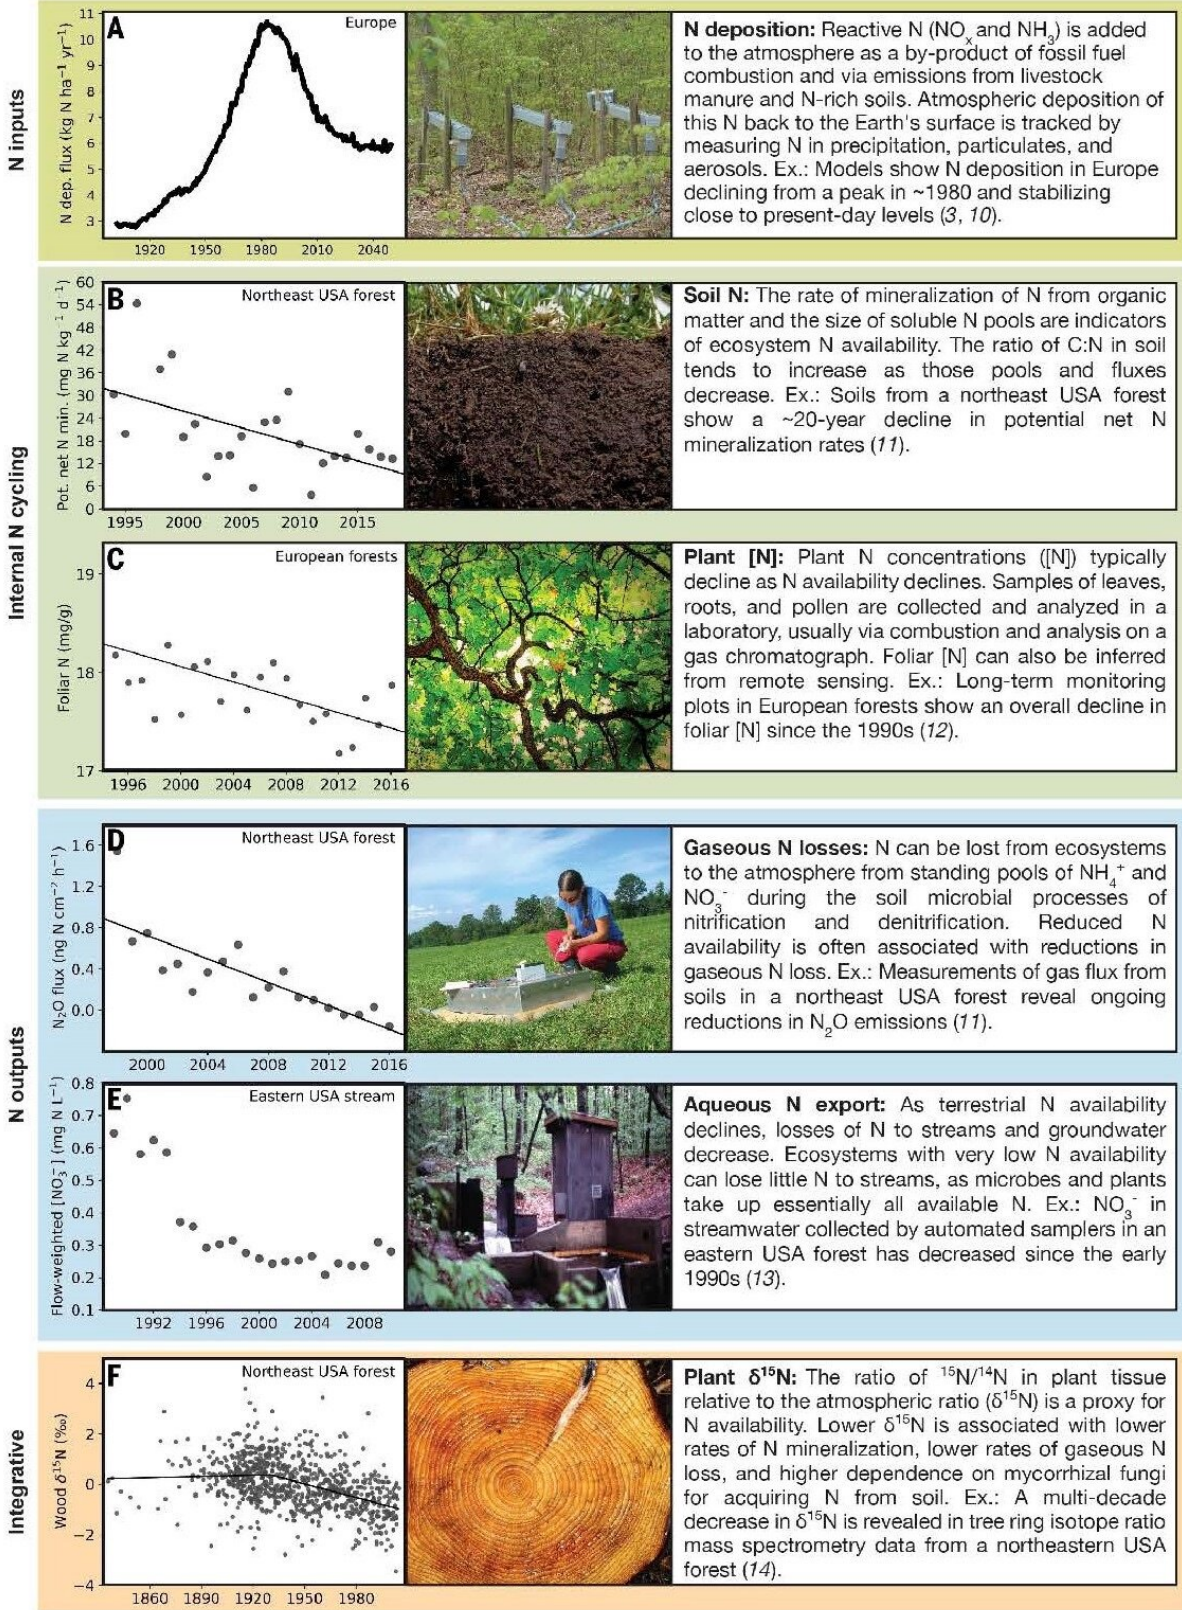 N inputs
A
Europe
N dep. flux (kg N ha⁻¹ yr⁻¹)
11
10
9
8
7
6
5
4
3
1920 1950 1980 2010 2040
N deposition: Reactive N (NOₓ and NH₃) is added
to the atmosphere as a by-product of fossil fuel
combustion and via emissions from livestock
manure and N-rich soils. Atmospheric deposition of
this N back to the Earth's surface is tracked by
measuring N in precipitation, particulates, and
aerosols. Ex.: Models show N deposition in Europe
declining from a peak in ~1980 and stabilizing
close to present-day levels (3, 10).
Internal N cycling
B
Northeast USA forest
Pot. net N min. (mg N kg⁻¹ d⁻¹)
60
54
48
42
36
30
24
18
12
6
0
1995 2000 2005 2010 2015
Soil N: The rate of mineralization of N from organic
matter and the size of soluble N pools are indicators
of ecosystem N availability. The ratio of C:N in soil
tends to increase as those pools and fluxes
decrease. Ex.: Soils from a northeast USA forest
show a ~20-year decline in potential net N
mineralization rates (11).
C
European forests
Foliar N (mg/g)
19
18
17
1996 2000 2004 2008 2012 2016
Plant [N]: Plant N concentrations ([N]) typically
decline as N availability declines. Samples of leaves,
roots, and pollen are collected and analyzed in a
laboratory, usually via combustion and analysis on a
gas chromatograph. Foliar [N] can also be inferred
from remote sensing. Ex.: Long-term monitoring
plots in European forests show an overall decline in
foliar [N] since the 1990s (12).
N outputs
D
Northeast USA forest
N₂O flux (ng N cm⁻² h⁻¹)
1.6
1.2
0.8
0.4
0.0
2000 2004 2008 2012 2016
Gaseous N losses: N can be lost from ecosystems
to the atmosphere from standing pools of NH₄⁺ and
NO₃⁻ during the soil microbial processes of
nitrification and denitrification. Reduced N
availability is often associated with reductions in
gaseous N loss. Ex.: Measurements of gas flux from
soils in a northeast USA forest reveal ongoing
reductions in N₂O emissions (11).
E
Eastern USA stream
Flow-weighted [NO₃⁻] (mg N L⁻¹)
0.8
0.7
0.6
0.5
0.4
0.3
0.2
0.1
1992 1996 2000 2004 2008
Aqueous N export: As terrestrial N availability
declines, losses of N to streams and groundwater
decrease. Ecosystems with very low N availability
can lose little N to streams, as microbes and plants
take up essentially all available N. Ex.: NO₃⁻ in
streamwater collected by automated samplers in an
eastern USA forest has decreased since the early
1990s (13).
Integrative
F
Northeast USA forest
Wood δ¹⁵N (‰)
4
2
0
−2
−4
1860 1890 1920 1950 1980
Plant δ¹⁵N: The ratio of ¹⁵N/¹⁴N in plant tissue
relative to the atmospheric ratio (δ¹⁵N) is a proxy for
N availability. Lower δ¹⁵N is associated with lower
rates of N mineralization, lower rates of gaseous N
loss, and higher dependence on mycorrhizal fungi
for acquiring N from soil. Ex.: A multi-decade
decrease in δ¹⁵N is revealed in tree ring isotope ratio
mass spectrometry data from a northeastern USA
forest (14).